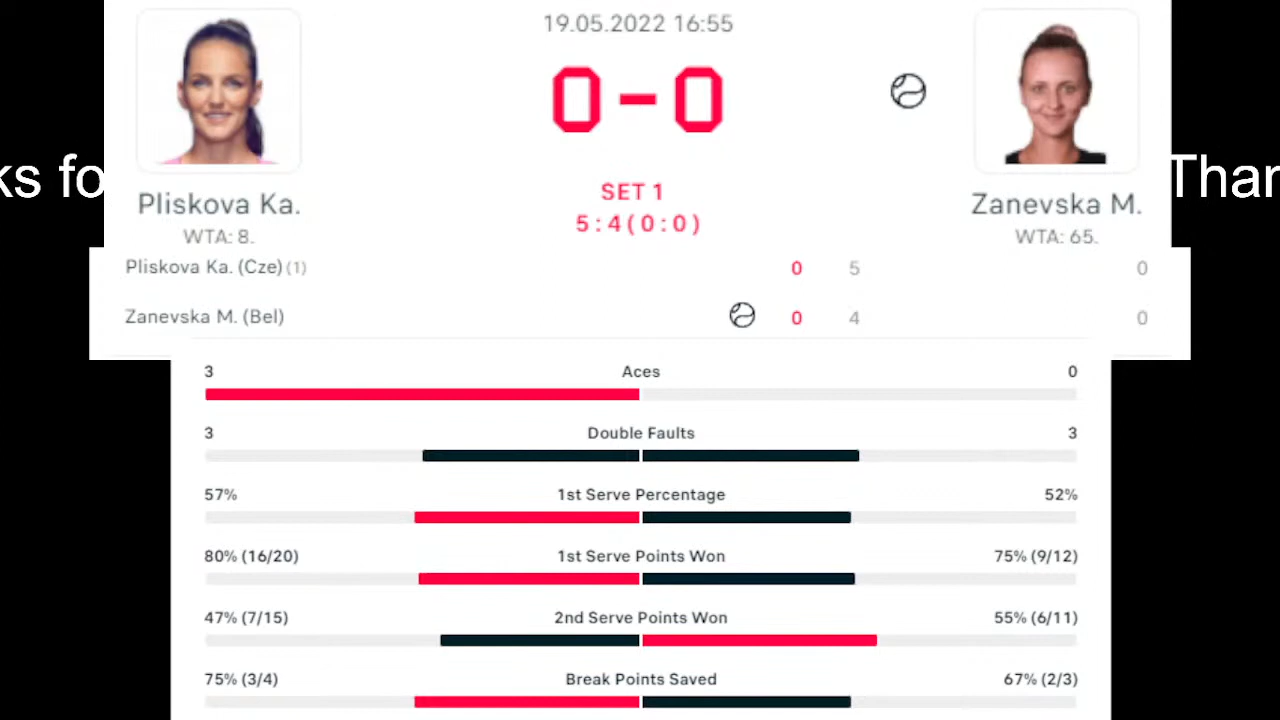 19.05.2022 16:55
0-0
ks fo
Than
Pliskova Ka.
WTA: 8.
SET 1
5 : 4 ( 0 : 0 )
Zanevska M.
WTA: 65.
Pliskova Ka. (Cze) (1) 0 5 0
Zanevska M. (Bel) 0 4 0
3 Aces 0
3 Double Faults 3
57% 1st Serve Percentage 52%
80% (16/20) 1st Serve Points Won 75% (9/12)
47% (7/15) 2nd Serve Points Won 55% (6/11)
75% (3/4) Break Points Saved 67% (2/3)